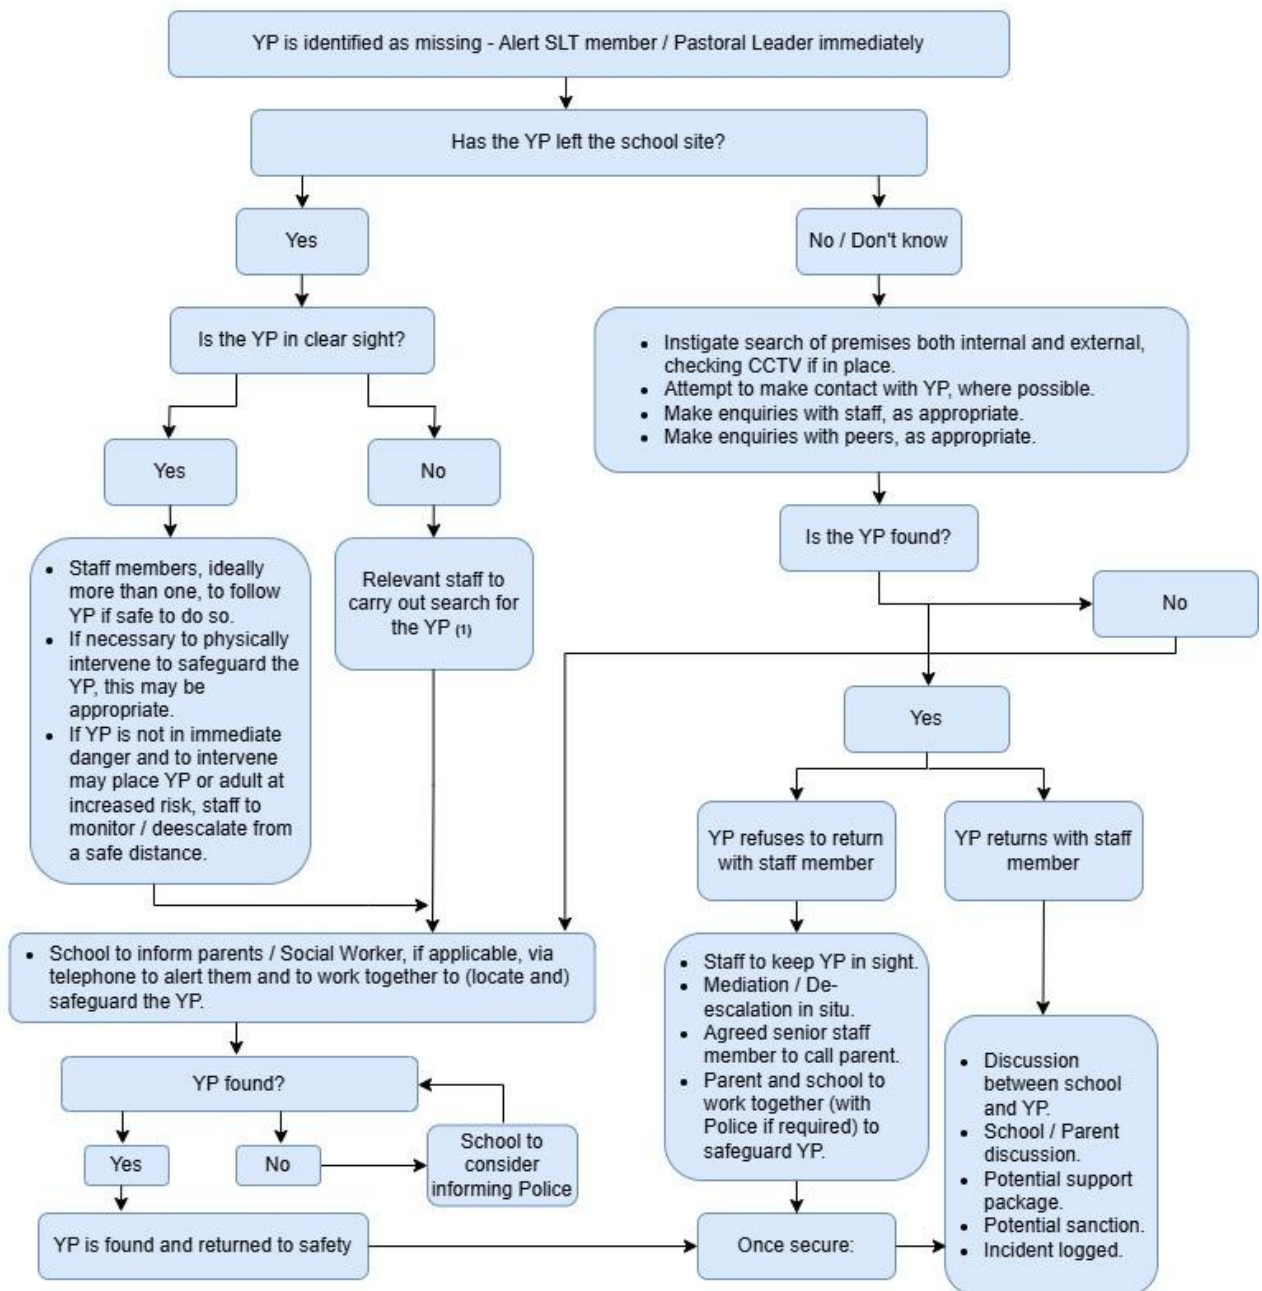 YP is identified as missing - Alert SLT member / Pastoral Leader immediately
Has the YP left the school site?
Yes
No / Don't know
Is the YP in clear sight?
• Instigate search of premises both internal and external,
checking CCTV if in place.
• Attempt to make contact with YP, where possible.
• Make enquiries with staff, as appropriate.
• Make enquiries with peers, as appropriate.
Yes
No
Is the YP found?
• Staff members, ideally
more than one, to follow
YP if safe to do so.
• If necessary to physically
intervene to safeguard the
YP, this may be
appropriate.
• If YP is not in immediate
danger and to intervene
may place YP or adult at
increased risk, staff to
monitor / deescalate from
a safe distance.
Relevant staff to
carry out search for
the YP (1)
No
Yes
YP refuses to return
with staff member
YP returns with staff
member
• School to inform parents / Social Worker, if applicable, via
telephone to alert them and to work together to (locate and)
safeguard the YP.
• Staff to keep YP in sight.
• Mediation / De-
escalation in situ.
• Agreed senior staff
member to call parent.
• Parent and school to
work together (with
Police if required) to
safeguard YP.
• Discussion
between school
and YP.
• School / Parent
discussion.
• Potential support
package.
• Potential sanction.
• Incident logged.
YP found?
Yes
No
School to
consider
informing Police
YP is found and returned to safety
Once secure: